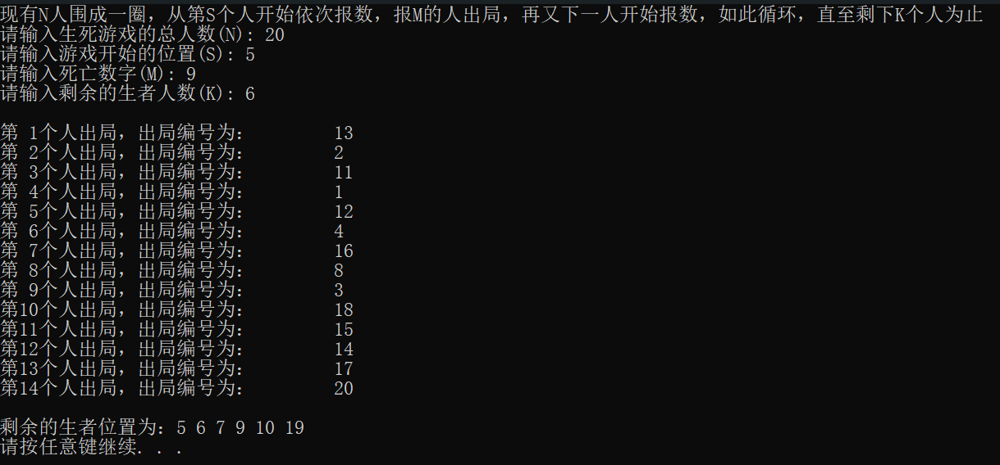 现有N人围成一圈，从第S个人开始依次报数，报M的人出局，再又下一人开始报数，如此循环，直至剩下K个人为止
请输入生死游戏的总人数(N): 20
请输入游戏开始的位置(S): 5
请输入死亡数字(M): 9
请输入剩余的生者人数(K): 6
第 1个人出局，出局编号为: 13
第 2个人出局，出局编号为: 2
第 3个人出局，出局编号为: 11
第 4个人出局，出局编号为: 1
第 5个人出局，出局编号为: 12
第 6个人出局，出局编号为: 4
第 7个人出局，出局编号为: 16
第 8个人出局，出局编号为: 8
第 9个人出局，出局编号为: 3
第10个人出局，出局编号为: 18
第11个人出局，出局编号为: 15
第12个人出局，出局编号为: 14
第13个人出局，出局编号为: 17
第14个人出局，出局编号为: 20
剩余的生者位置为: 5 6 7 9 10 19
请按任意键继续. . .